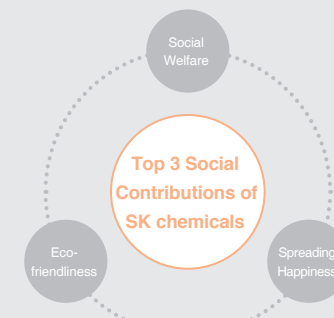 Social
Welfare
Top 3 Social
Contributions of
SK chemicals
Eco-
friendliness
Spreading
Happiness